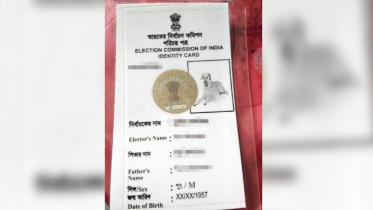 ভারতের নির্বাচন কমিশন
পরিচয় পত্র
ELECTION COMMISSION OF INDIA
IDENTITY CARD
নির্বাচকের নাম :
Elector's Name :
পিতার নাম :
Father's
Name :
লিঙ্গ/Sex : পুং / M
জন্ম তারিখ : XX/XX/1957
Date of Birth